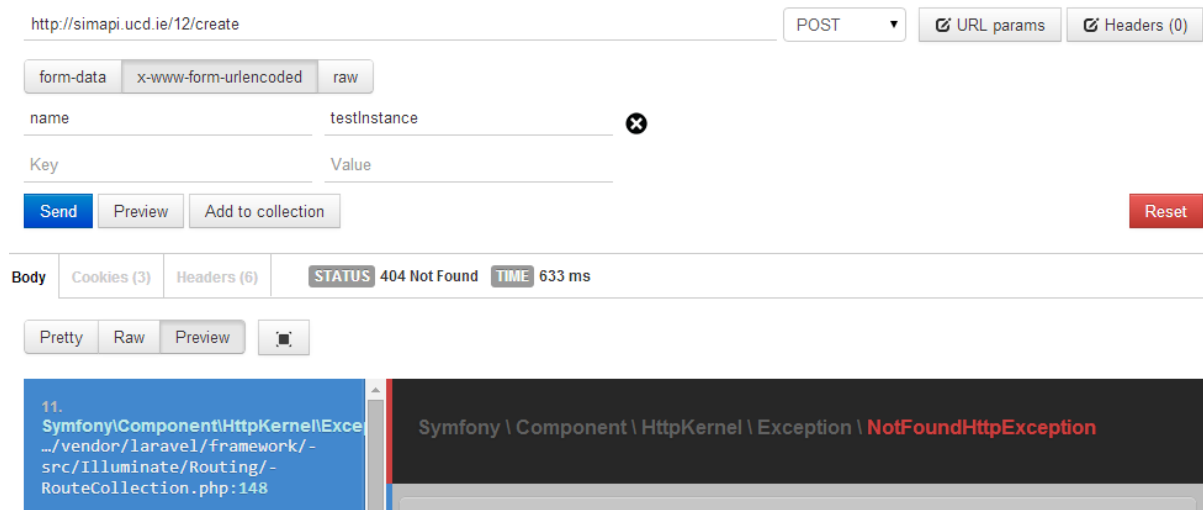 http://simapi.ucd.ie/12/create POST URL params Headers (0)
form-data x-www-form-urlencoded raw
name testInstance
Key Value
Send Preview Add to collection Reset
Body Cookies (3) Headers (6) STATUS 404 Not Found TIME 633 ms
Pretty Raw Preview
11.
Symfony\Component\HttpKernel\Excep
…/vendor/laravel/framework/-
src/Illuminate/Routing/-
RouteCollection.php:148
Symfony \ Component \ HttpKernel \ Exception \ NotFoundHttpException